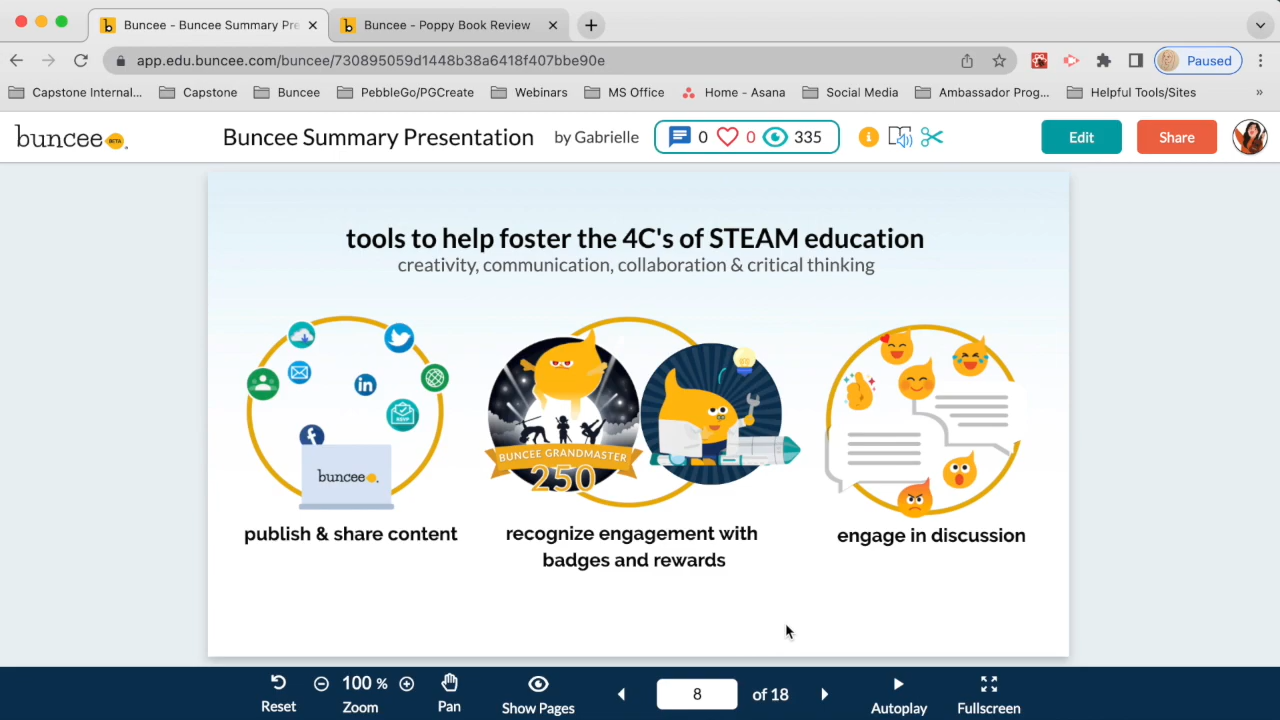 Buncee - Buncee Summary Pre
Buncee - Poppy Book Review
app.edu.buncee.com/buncee/730895059d1448b38a6418f407bbe90e
Paused
Capstone Internal...
Capstone
Buncee
PebbleGo/PGCreate
Webinars
MS Office
Home - Asana
Social Media
Ambassador Prog...
Helpful Tools/Sites
»
buncee BETA
Buncee Summary Presentation
by Gabrielle
0
0
335
Edit
Share
tools to help foster the 4C's of STEAM education
creativity, communication, collaboration & critical thinking
in
RSVP
f
buncee.
BUNCEE GRANDMASTER
250
publish & share content
recognize engagement with
badges and rewards
engage in discussion
Reset
100 %
Zoom
Pan
Show Pages
8
of 18
Autoplay
Fullscreen